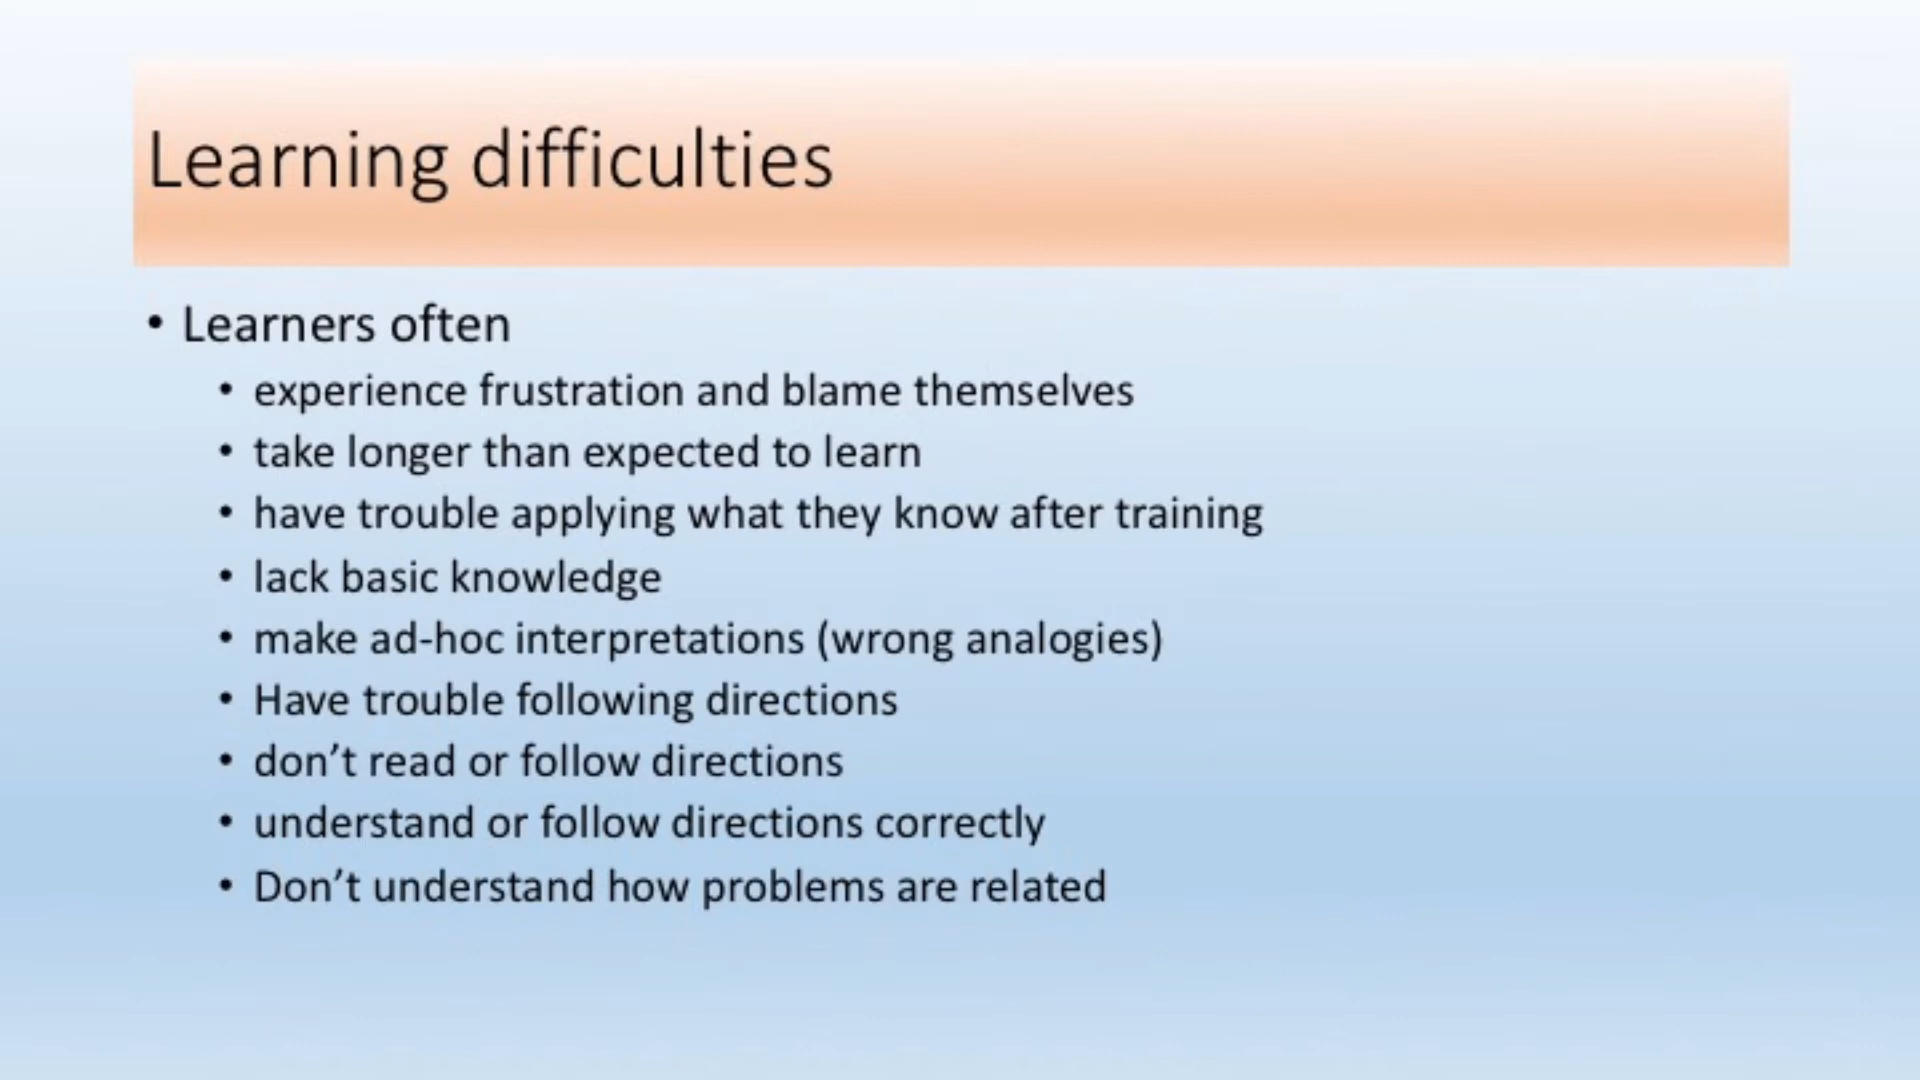 Learning difficulties
• Learners often
• experience frustration and blame themselves
• take longer than expected to learn
• have trouble applying what they know after training
• lack basic knowledge
• make ad-hoc interpretations (wrong analogies)
• Have trouble following directions
• don’t read or follow directions
• understand or follow directions correctly
• Don’t understand how problems are related